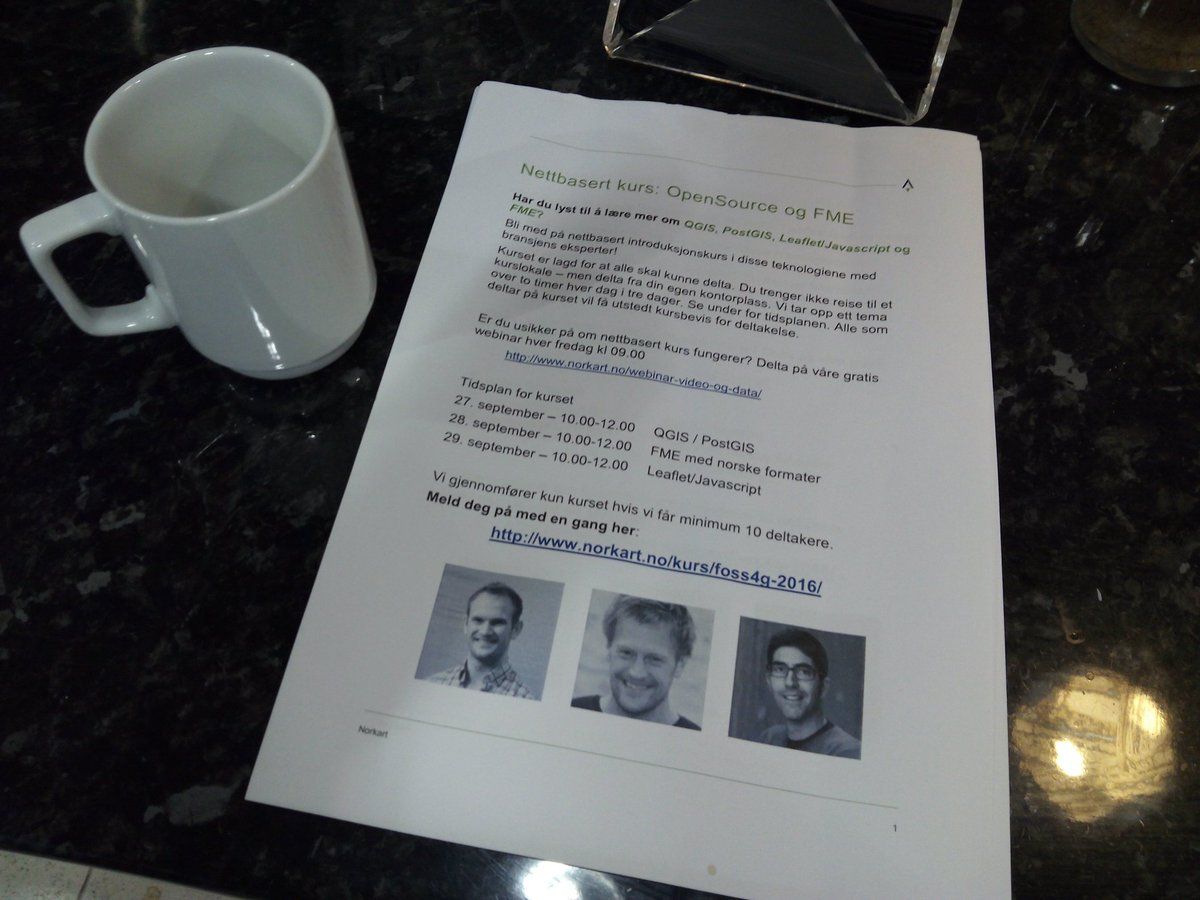 Nettbasert kurs: OpenSource og FME
Har du lyst til å lære mer om QGIS, PostGIS, Leaflet/Javascript og
FME?
Bli med på nettbasert introduksjonskurs i disse teknologiene med
bransjens eksperter!
Kurset er lagd for at alle skal kunne delta. Du trenger ikke reise til et
kurslokale – men delta fra din egen kontorplass. Vi tar opp ett tema
over to timer hver dag i tre dager. Se under for tidsplanen. Alle som
deltar på kurset vil få utstedt kursbevis for deltakelse.
Er du usikker på om nettbasert kurs fungerer? Delta på våre gratis
webinar hver fredag kl 09.00
http://www.norkart.no/webinar-video-og-data/
Tidsplan for kurset
27. september – 10.00-12.00 QGIS / PostGIS
28. september – 10.00-12.00 FME med norske formater
29. september – 10.00-12.00 Leaflet/Javascript
Vi gjennomfører kun kurset hvis vi får minimum 10 deltakere.
Meld deg på med en gang her:
http://www.norkart.no/kurs/foss4g-2016/
Norkart
1